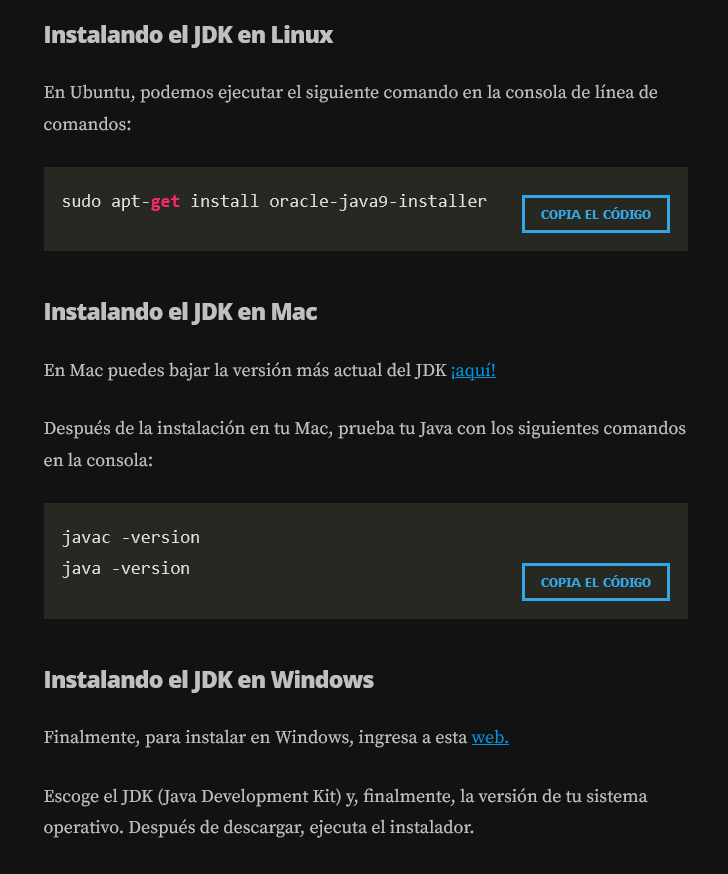 Instalando el JDK en Linux
En Ubuntu, podemos ejecutar el siguiente comando en la consola de línea de
comandos:
sudo apt-get install oracle-java9-installer
COPIA EL CÓDIGO
Instalando el JDK en Mac
En Mac puedes bajar la versión más actual del JDK ¡aquí!
Después de la instalación en tu Mac, prueba tu Java con los siguientes comandos
en la consola:
javac -version
java -version
COPIA EL CÓDIGO
Instalando el JDK en Windows
Finalmente, para instalar en Windows, ingresa a esta web.
Escoge el JDK (Java Development Kit) y, finalmente, la versión de tu sistema
operativo. Después de descargar, ejecuta el instalador.